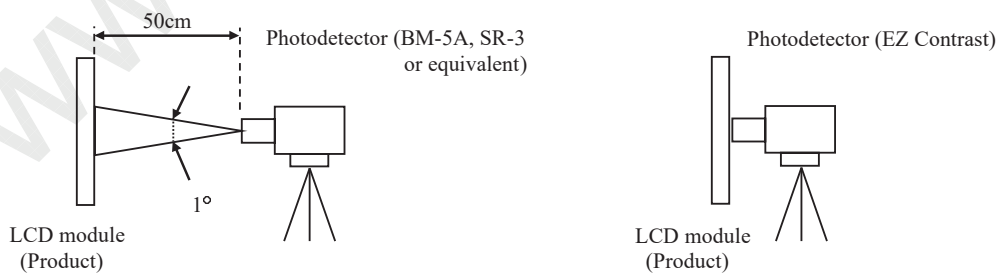 50cm
Photodetector (BM-5A, SR-3
or equivalent)
1°
LCD module
(Product)
Photodetector (EZ Contrast)
LCD module
(Product)